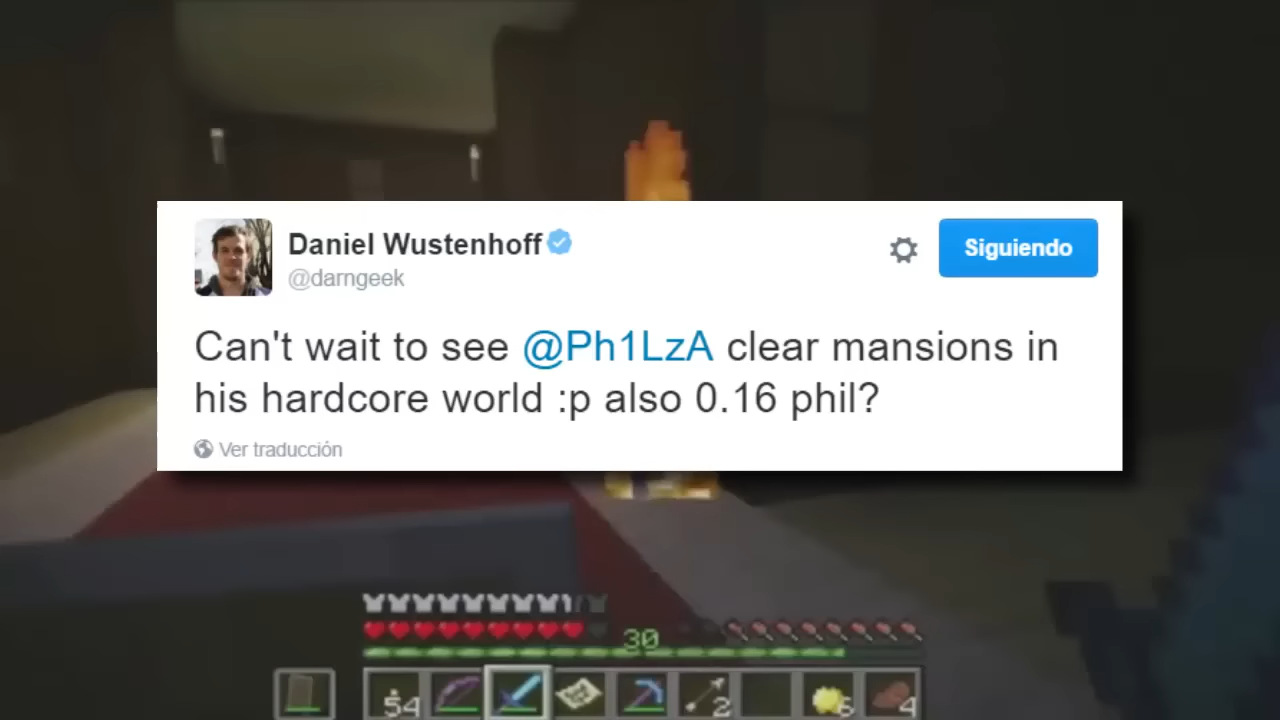 Daniel Wustenhoff
@darngeek
Siguiendo
Can't wait to see @Ph1LzA clear mansions in
his hardcore world :p also 0.16 phil?
Ver traducción
30
54
2
6
4